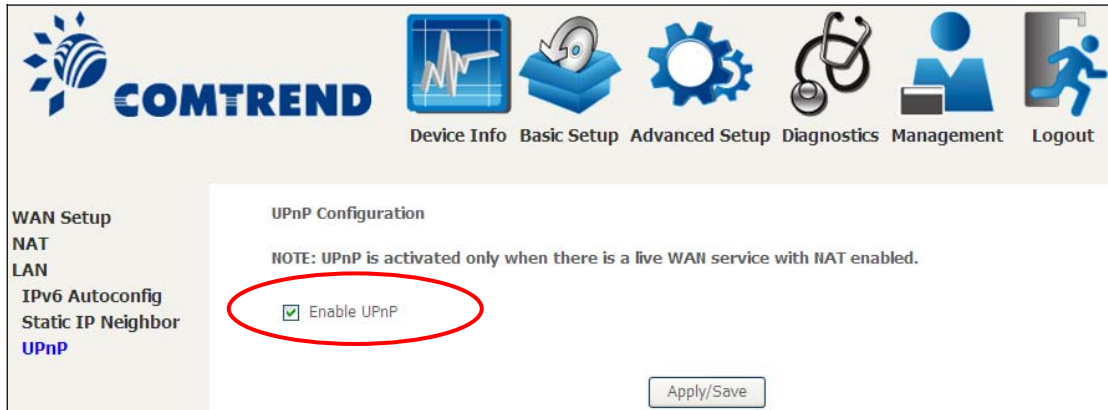 COMTREND
Device Info Basic Setup Advanced Setup Diagnostics Management Logout
WAN Setup
NAT
LAN
IPv6 Autoconfig
Static IP Neighbor
UPnP
UPnP Configuration
NOTE: UPnP is activated only when there is a live WAN service with NAT enabled.
Enable UPnP
Apply/Save